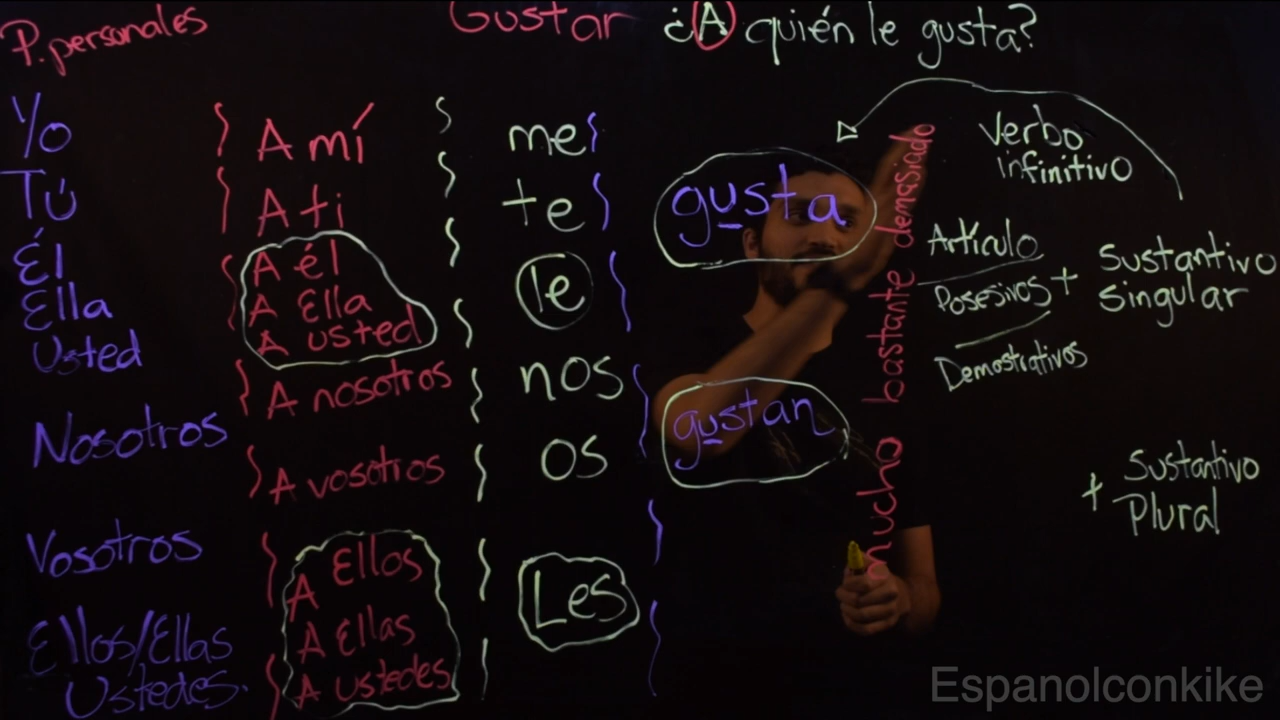 P. personales
Gustar
¿A quién le gusta?
Yo
Tú
Él
Ella
Usted
Nosotros
Vosotros
Ellos/Ellas
Ustedes.
A mí
A ti
A él
A Ella
A usted
A nosotros
A vosotros
A Ellos
A Ellas
A ustedes
me
te
le
nos
os
Les
gusta
gustan
mucho bastante demasiado
Verbo
infinitivo
Artículo
Posesivos
Demostrativos
+
Sustantivo
singular
+ Sustantivo
Plural
Espanolconkike